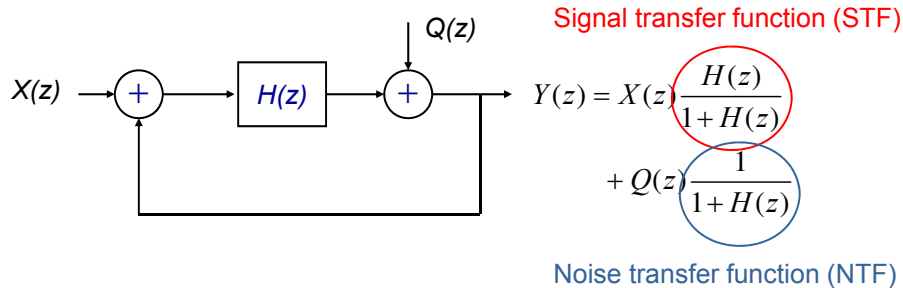 Signal transfer function (STF)
Q(z)
X(z) + H(z) + Y(z) = X(z) H(z) / 1 + H(z)
+ Q(z) 1 / 1 + H(z)
Noise transfer function (NTF)